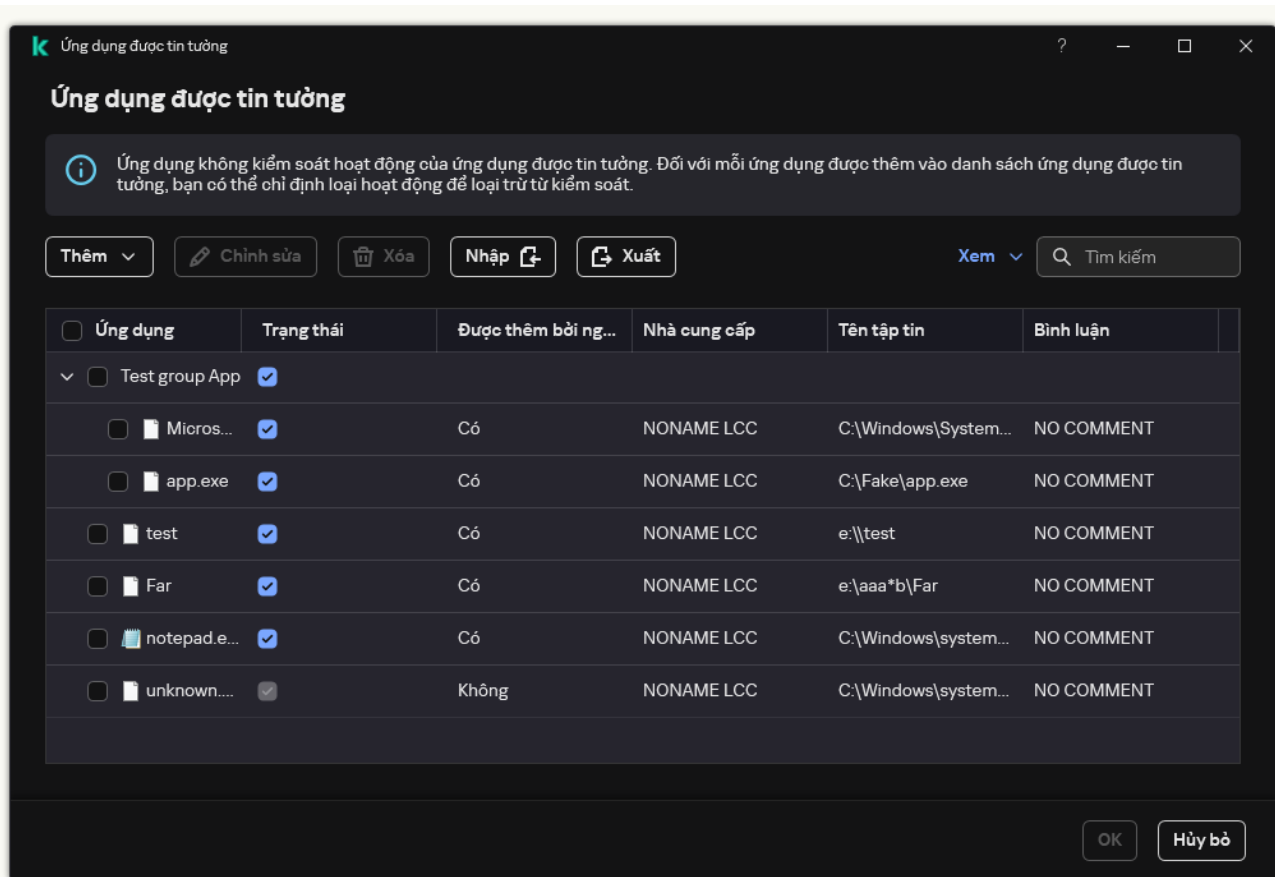 Ứng dụng được tin tưởng
?
Ứng dụng được tin tưởng
Ứng dụng không kiểm soát hoạt động của ứng dụng được tin tưởng. Đối với mỗi ứng dụng được thêm vào danh sách ứng dụng được tin
tưởng, bạn có thể chỉ định loại hoạt động để loại trừ từ kiểm soát.
Thêm Chỉnh sửa Xóa Nhập Xuất Xem Tìm kiếm
Ứng dụng Trạng thái Được thêm bởi ng... Nhà cung cấp Tên tập tin Bình luận
Test group App
Micros... Có NONAME LCC C:\Windows\System... NO COMMENT
app.exe Có NONAME LCC C:\Fake\app.exe NO COMMENT
test Có NONAME LCC e:\\test NO COMMENT
Far Có NONAME LCC e:\aaa*b\Far NO COMMENT
notepad.e... Có NONAME LCC C:\Windows\system... NO COMMENT
unknown.... Không NONAME LCC C:\Windows\system... NO COMMENT
OK Hủy bỏ